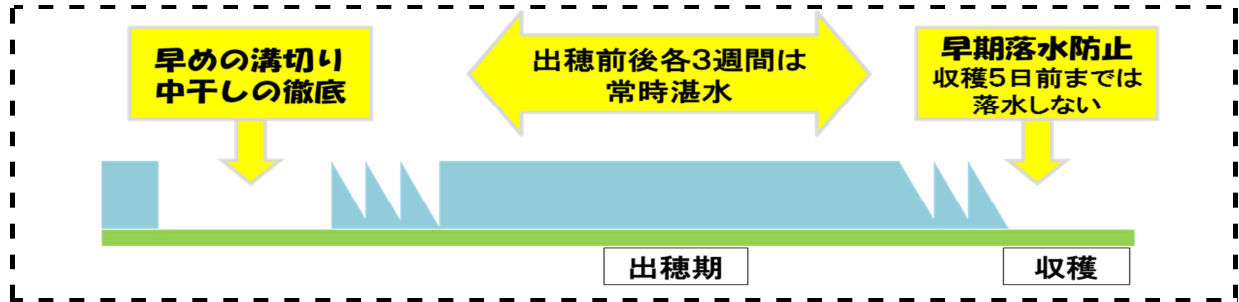 早めの溝切り
中干しの徹底
出穂前後各3週間は
常時湛水
早期落水防止
収穫5日前までは
落水しない
出穂期
収穫